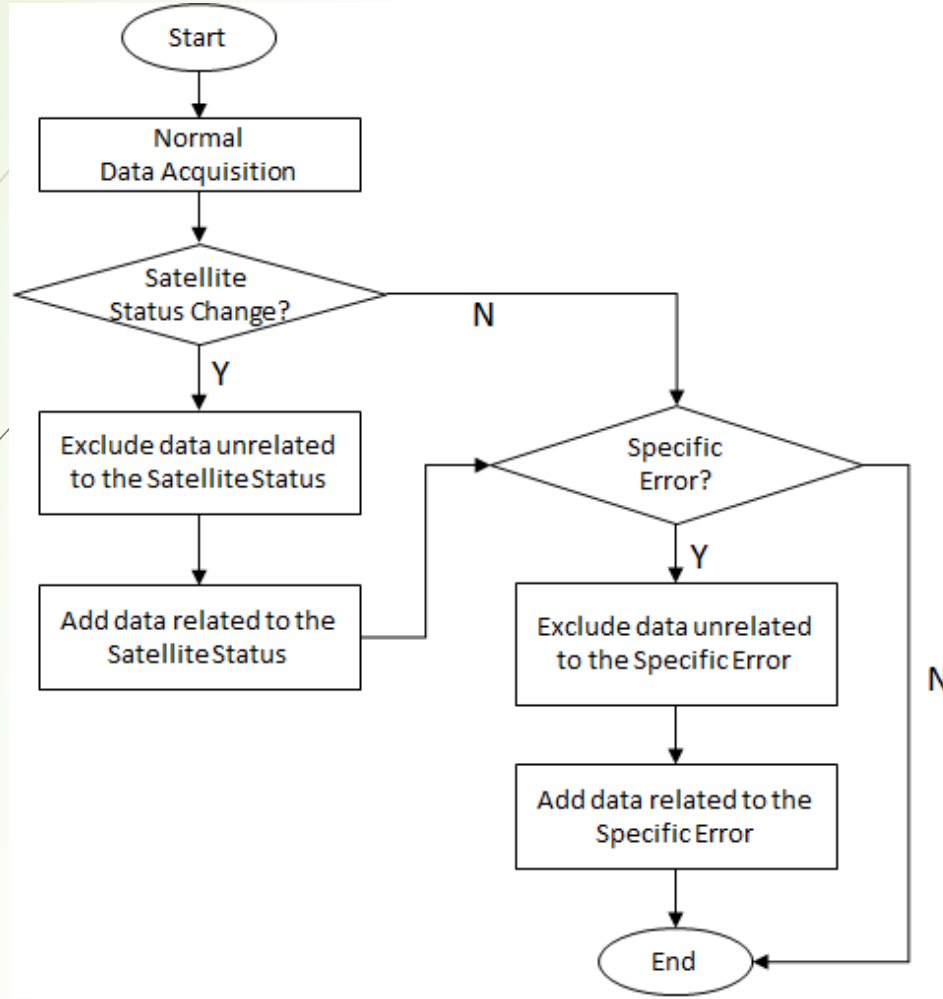 Start
Normal
Data Acquisition
Satellite
Status Change?
N
Y
Exclude data unrelated
to the Satellite Status
Specific
Error?
Add data related to the
Satellite Status
Y
Exclude data unrelated
to the Specific Error
N
Add data related to the
Specific Error
End